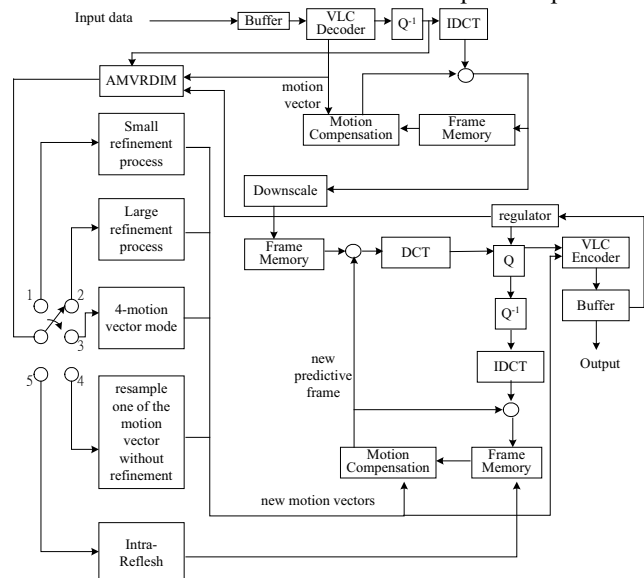 Input data
Buffer
VLC
Decoder
Q-1
IDCT
AMVRDIM
motion
vector
Motion
Compensation
Frame
Memory
Small
refinement
process
Downscale
Large
refinement
process
regulator
Frame
Memory
DCT
Q
VLC
Encoder
1
2
3
4-motion
vector mode
Q-1
Buffer
Output
new
predictive
frame
IDCT
5
4
resample
one of the
motion
vector
without
refinement
Motion
Compensation
Frame
Memory
new motion vectors
Intra-
Reflesh